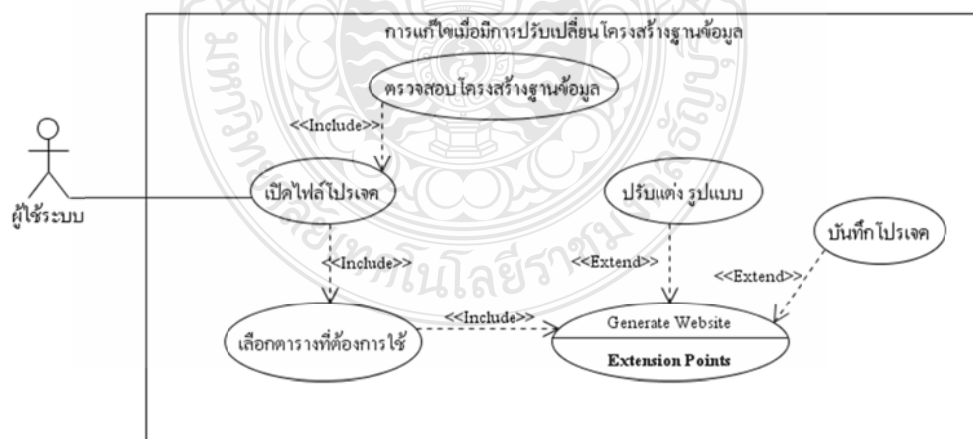 การแก้ไขเมื่อมีการปรับเปลี่ยนโครงสร้างฐานข้อมูล
ตรวจสอบโครงสร้างฐานข้อมูล
<<Include>>
เปิดไฟล์โปรเจค
ปรับแต่ง รูปแบบ
ผู้ใช้ระบบ
บันทึกโปรเจค
<<Include>>
<<Extend>>
<<Extend>>
เลือกตารางที่ต้องการใช้
<<Include>>
Generate Website
Extension Points